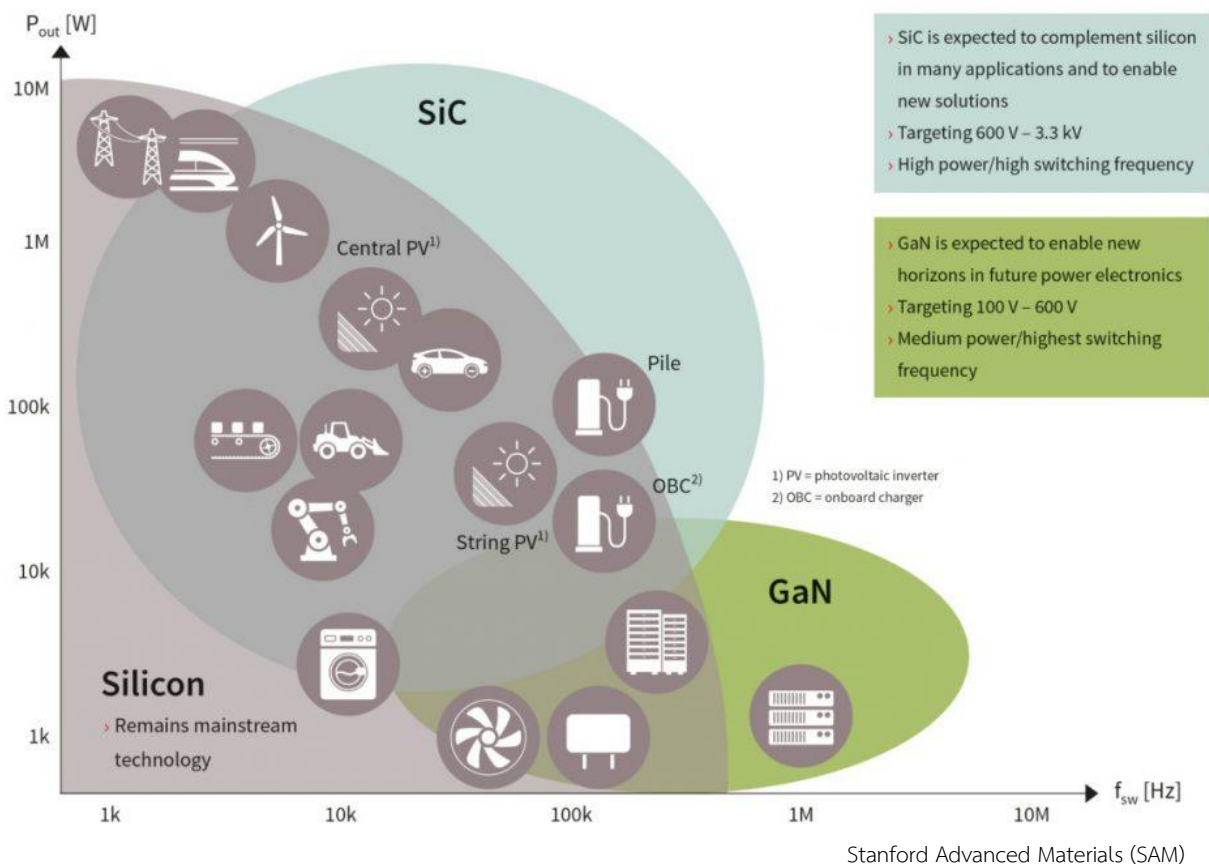 P_out [W]
10M
1M
100k
10k
1k
SiC
Central PV¹⁾
Pile
OBC²⁾
String PV¹⁾
GaN
Silicon
› Remains mainstream
technology
1k
10k
100k
1M
10M
f_sw [Hz]
› SiC is expected to complement silicon
in many applications and to enable
new solutions
› Targeting 600 V – 3.3 kV
› High power/high switching frequency
› GaN is expected to enable new
horizons in future power electronics
› Targeting 100 V – 600 V
› Medium power/highest switching
frequency
1) PV = photovoltaic inverter
2) OBC = onboard charger
Stanford Advanced Materials (SAM)